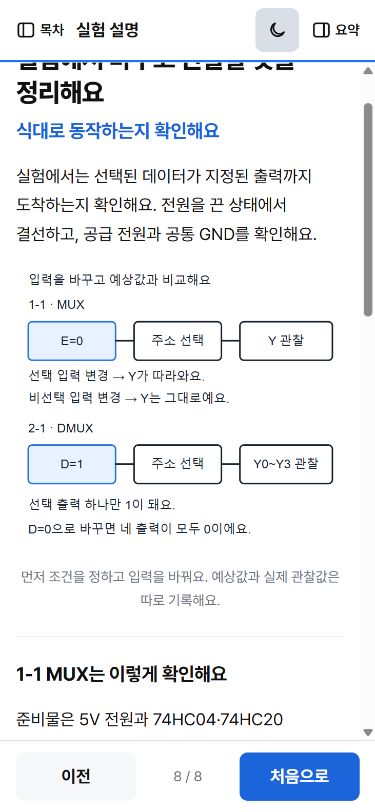 목차 실험 설명 요약
정리해요
식대로 동작하는지 확인해요
실험에서는 선택된 데이터가 지정된 출력까지
도착하는지 확인해요. 전원을 끈 상태에서
결선하고, 공급 전원과 공통 GND를 확인해요.
입력을 바꾸고 예상값과 비교해요
1-1 · MUX
E=0 주소 선택 Y 관찰
선택 입력 변경 → Y가 따라와요.
비선택 입력 변경 → Y는 그대로예요.
2-1 · DMUX
D=1 주소 선택 Y0~Y3 관찰
선택 출력 하나만 1이 돼요.
D=0으로 바꾸면 네 출력이 모두 0이에요.
먼저 조건을 정하고 입력을 바꿔요. 예상값과 실제 관찰값은
따로 기록해요.
1-1 MUX는 이렇게 확인해요
준비물은 5V 전원과 74HC04·74HC20
이전 8 / 8 처음으로